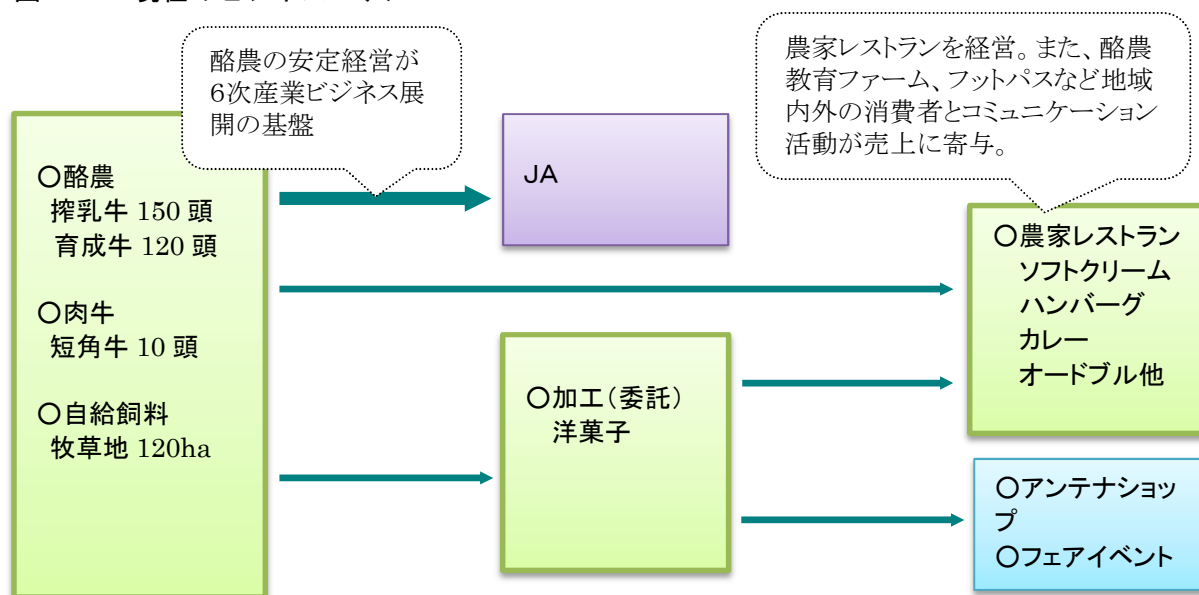 酪農の安定経営が
6次産業ビジネス展
開の基盤
農家レストランを経営。また、酪農
教育ファーム、フットパスなど地域
内外の消費者とコミュニケーション
活動が売上に寄与。
〇酪農
搾乳牛 150 頭
育成牛 120 頭
〇肉牛
短角牛 10 頭
〇自給飼料
牧草地 120ha
JA
〇加工(委託)
洋菓子
〇農家レストラン
ソフトクリーム
ハンバーグ
カレー
オードブル他
〇アンテナショッ
プ
〇フェアイベント